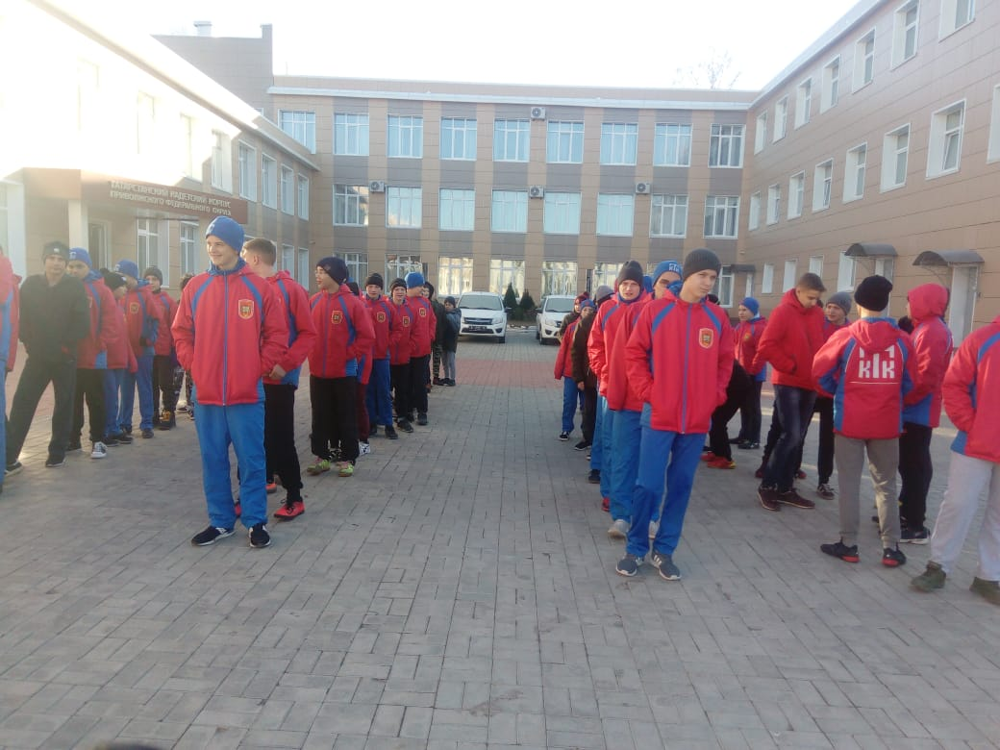 ТАТАРСТАНСКИЙ КАДЕТСКИЙ КОРПУС
ПРИВОЛЖСКОГО ФЕДЕРАЛЬНОГО ОКРУГА
КК